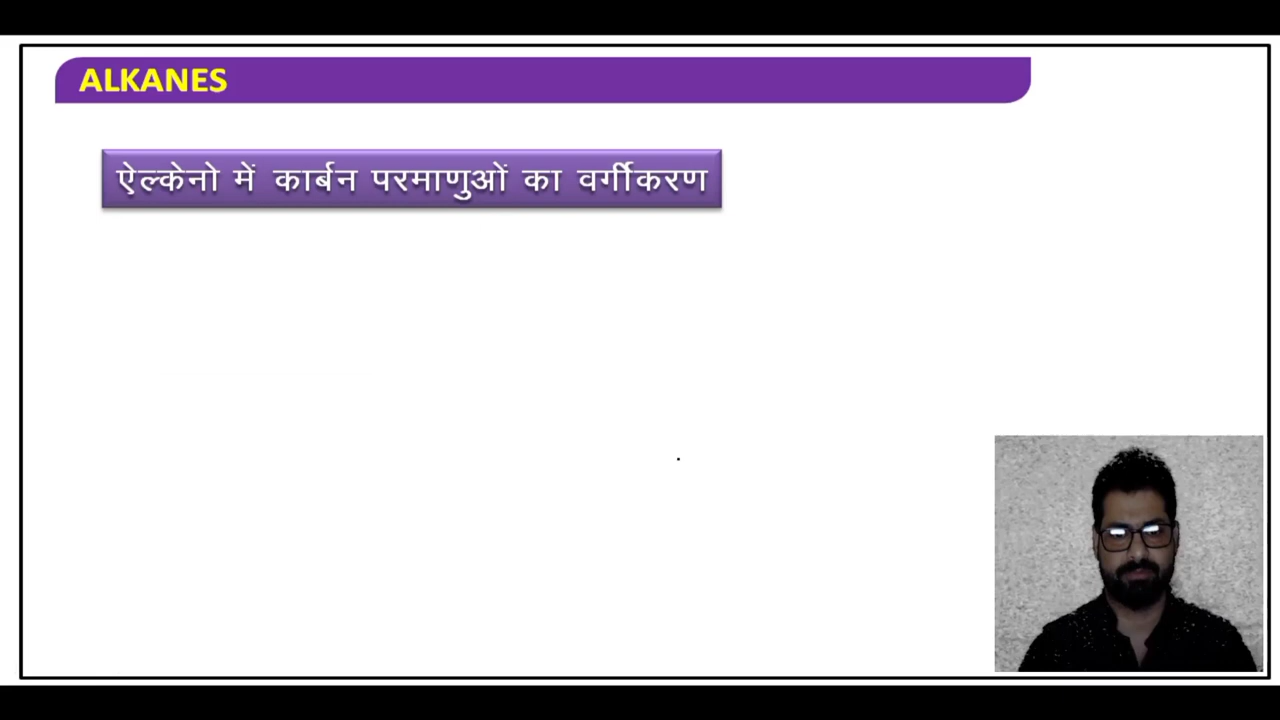 ALKANES
ऐल्केनो में कार्बन परमाणुओं का वर्गीकरण